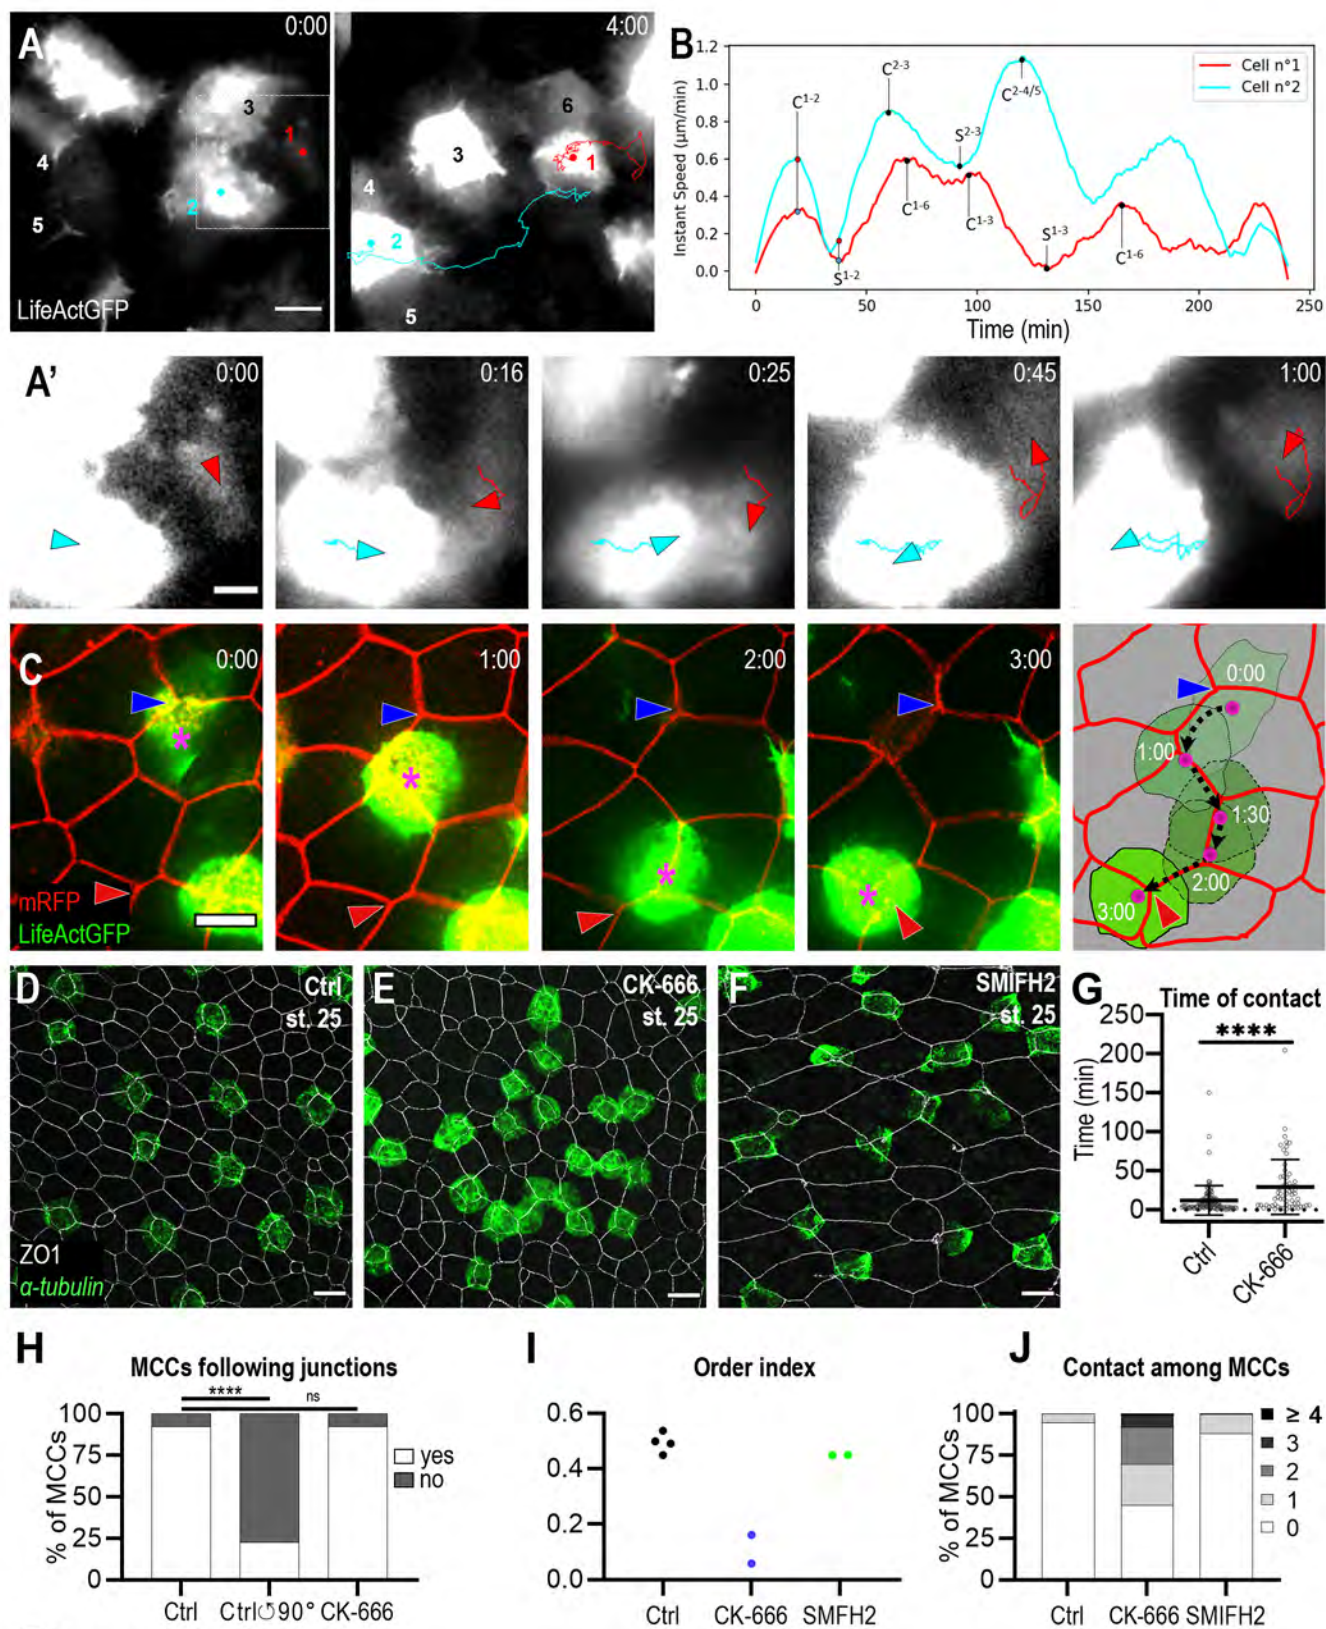 A
0:00
3
1
4
2
5
LifeActGFP
4:00
6
3
1
4
2
5
B
Instant Speed (µm/min)
1.2
1.0
0.8
0.6
0.4
0.2
0.0
Cell n°1
Cell n°2
C1-2
C2-3
C2-4/5
S2-3
S1-2
C1-6
C1-3
S1-3
C1-6
0
50
100
150
200
250
Time (min)
A'
0:00
0:16
0:25
0:45
1:00
C
0:00
mRFP
LifeActGFP
*
1:00
*
2:00
*
3:00
*
0:00
1:00
1:30
2:00
3:00
D
Ctrl
st. 25
ZO1
α-tubulin
E
CK-666
st. 25
F
SMIFH2
st. 25
G
Time of contact
****
Time (min)
250
200
150
100
50
0
Ctrl
CK-666
H
MCCs following junctions
****
ns
% of MCCs
100
75
50
25
0
yes
no
Ctrl
Ctrl↺90°
CK-666
I
Order index
0.6
0.4
0.2
0.0
Ctrl
CK-666
SMFH2
J
Contact among MCCs
% of MCCs
100
75
50
25
0
≥ 4
3
2
1
0
Ctrl
CK-666
SMIFH2